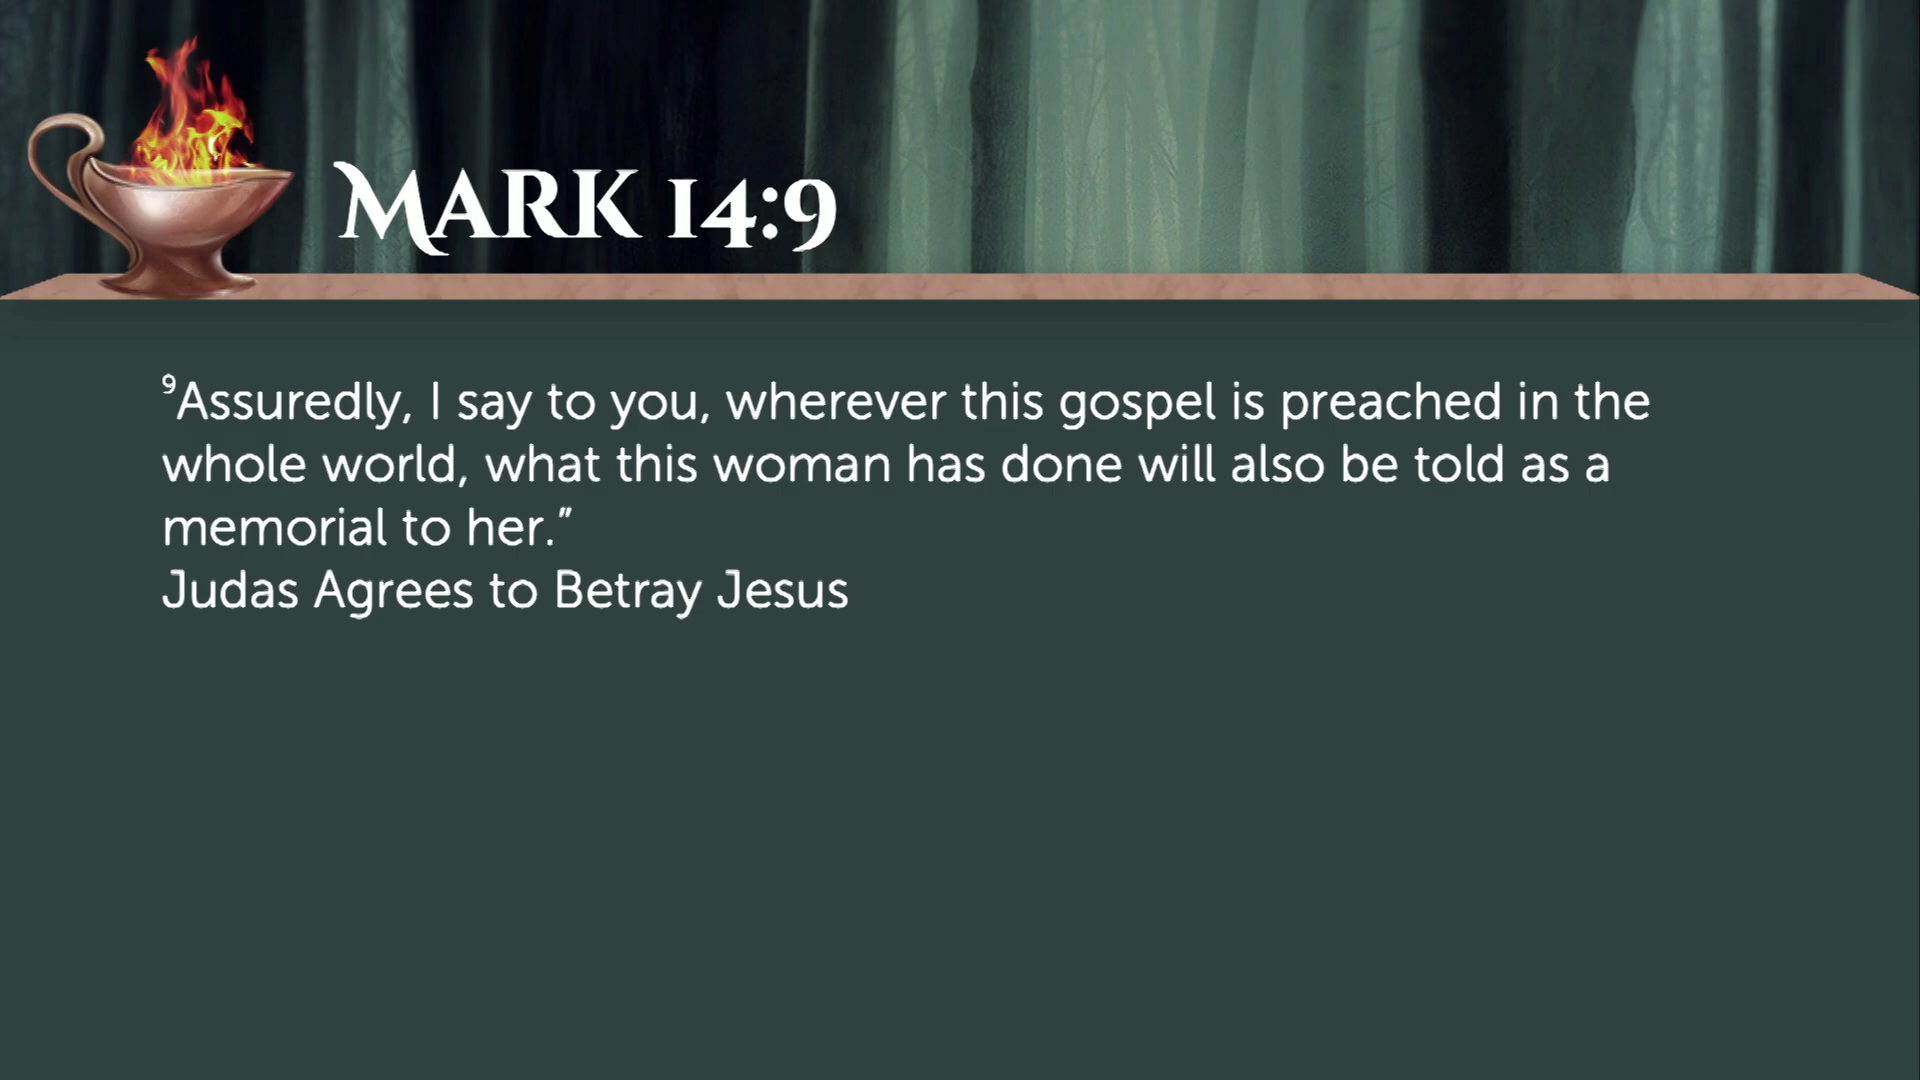 MARK 14:9
⁹Assuredly, I say to you, wherever this gospel is preached in the
whole world, what this woman has done will also be told as a
memorial to her.”
Judas Agrees to Betray Jesus